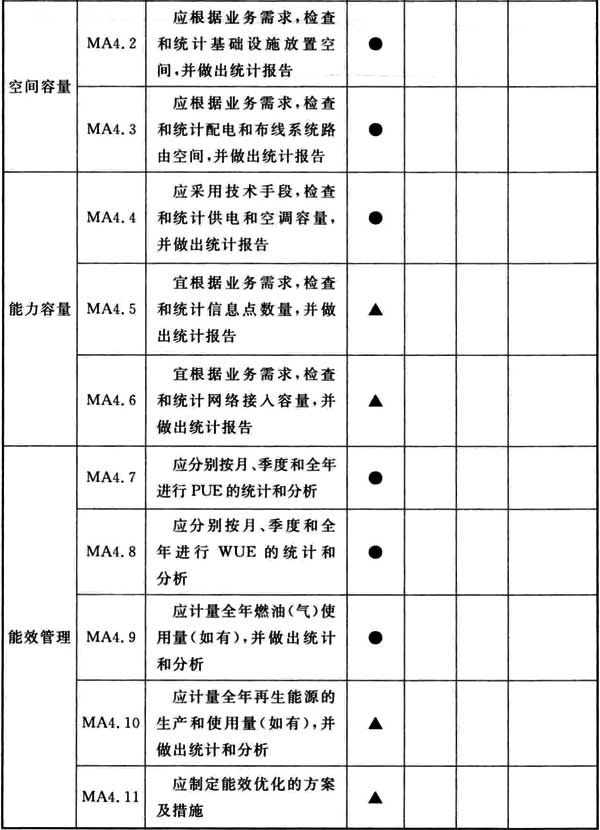 空间容量
MA4.2
应根据业务需求,检查
和统计基础设施放置空
间,并做出统计报告
●
MA4.3
应根据业务需求,检查
和统计配电和布线系统路
由空间,并做出统计报告
●
能力容量
MA4.4
应采用技术手段,检查
和统计供电和空调容量,
并做出统计报告
●
MA4.5
宜根据业务需求,检查
和统计信息点数量,并做
出统计报告
▲
MA4.6
宜根据业务需求,检查
和统计网络接入容量,并
做出统计报告
▲
能效管理
MA4.7
应分别按月、季度和全年
进行PUE的统计和分析
●
MA4.8
应分别按月、季度和全
年进行 WUE 的统计和
分析
●
MA4.9
应计量全年燃油(气)使
用量(如有),并做出统计
和分析
●
MA4.10
应计量全年再生能源的
生产和使用量(如有),并
做出统计和分析
▲
MA4.11
应制定能效优化的方案
及措施
▲